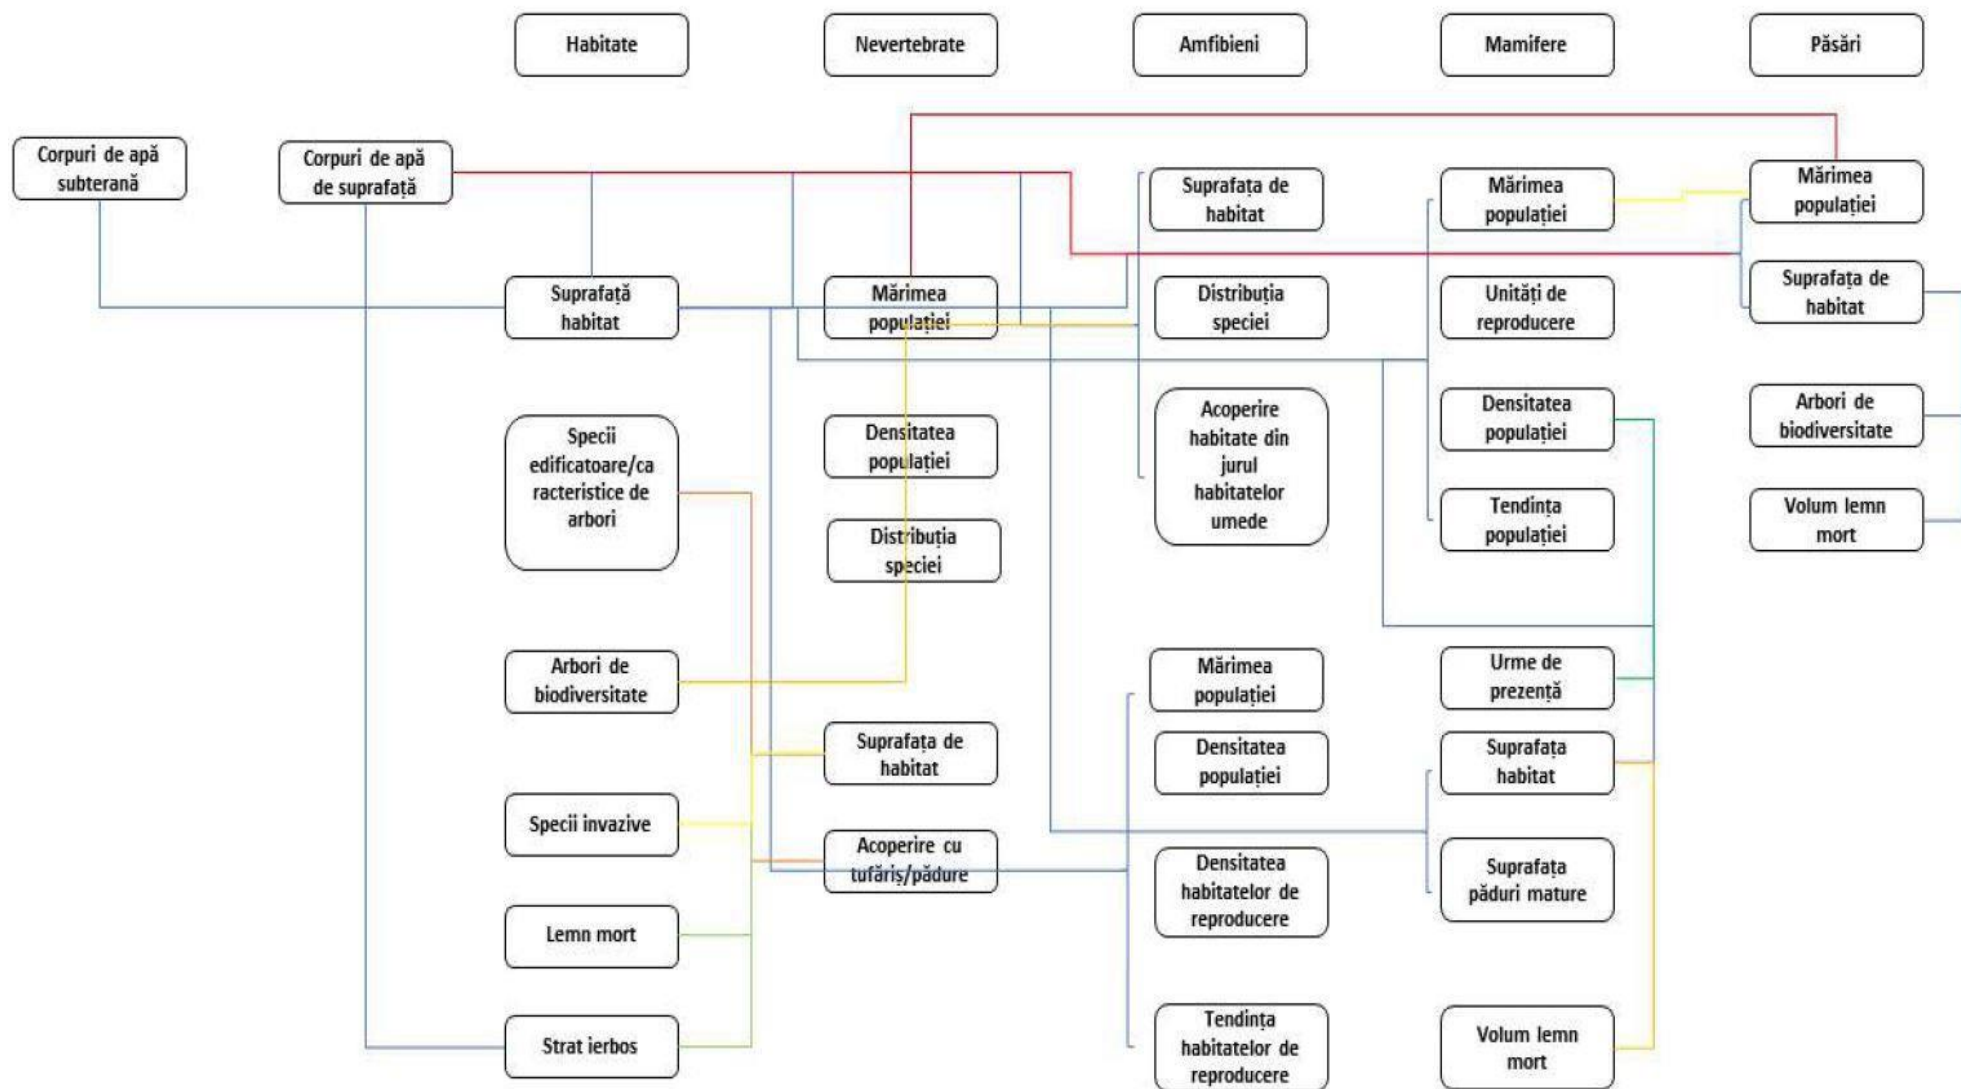 Habitate
Nevertebrate
Amfibieni
Mamifere
Păsări
Corpuri de apă
subterană
Corpuri de apă
de suprafață
Suprafață
habitat
Specii
edificatoare/ca
racteristice de
arbori
Arbori de
biodiversitate
Specii invazive
Lemn mort
Strat ierbos
Mărimea
populației
Densitatea
populației
Distribuția
speciei
Suprafața de
habitat
Acoperire cu
tufăriș/pădure
Suprafața de
habitat
Distribuția
speciei
Acoperire
habitate din
jurul
habitatelor
umede
Mărimea
populației
Densitatea
populației
Densitatea
habitatelor de
reproducere
Tendința
habitatelor de
reproducere
Mărimea
populației
Unități de
reproducere
Densitatea
populației
Tendința
populației
Urme de
prezență
Suprafața
habitat
Suprafața
păduri mature
Volum lemn
mort
Mărimea
populației
Suprafața de
habitat
Arbori de
biodiversitate
Volum lemn
mort